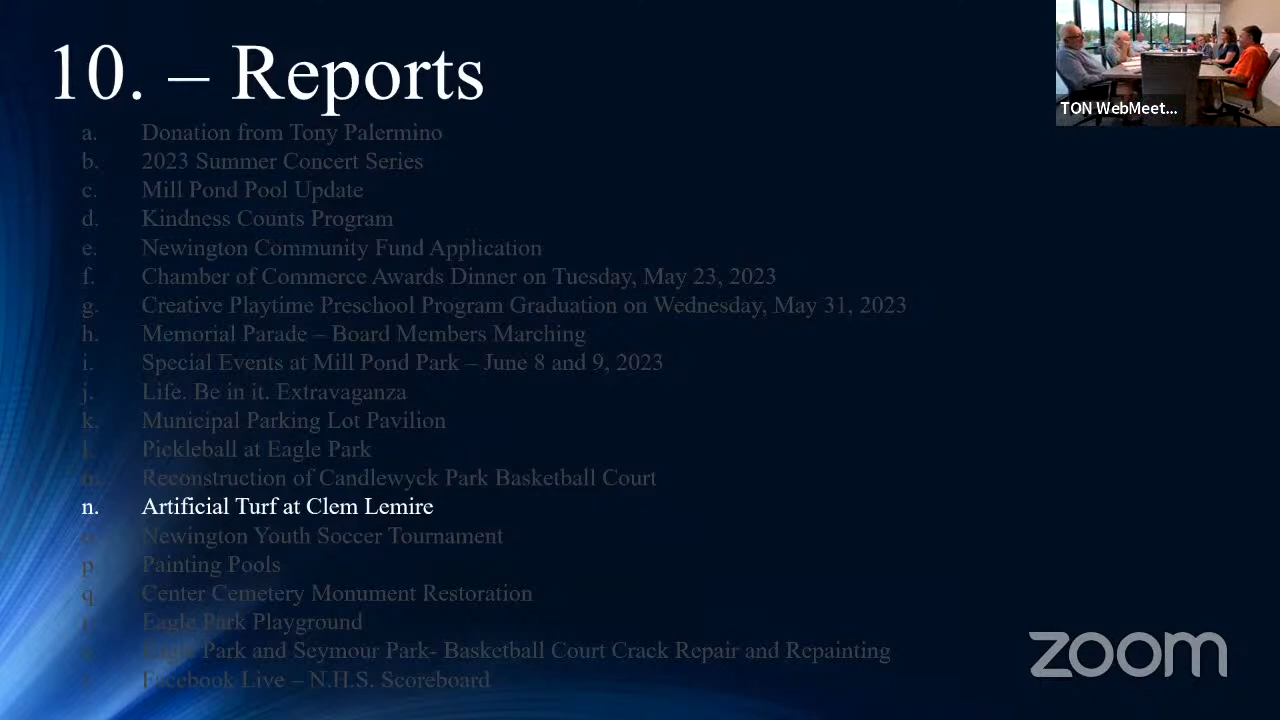 10. – Reports
TON WebMeet...
a. Donation from Tony Palermino
b. 2023 Summer Concert Series
c. Mill Pond Pool Update
d. Kindness Counts Program
e. Newington Community Fund Application
f. Chamber of Commerce Awards Dinner on Tuesday, May 23, 2023
g. Creative Playtime Preschool Program Graduation on Wednesday, May 31, 2023
h. Memorial Parade – Board Members Marching
i. Special Events at Mill Pond Park – June 8 and 9, 2023
j. Life. Be in it. Extravaganza
k. Municipal Parking Lot Pavilion
l. Pickleball at Eagle Park
m. Reconstruction of Candlewyck Park Basketball Court
n. Artificial Turf at Clem Lemire
o. Newington Youth Soccer Tournament
p. Painting Pools
q. Center Cemetery Monument Restoration
r. Eagle Park Playground
s. Eagle Park and Seymour Park- Basketball Court Crack Repair and Repainting
t. Facebook Live – N.H.S. Scoreboard
zoom